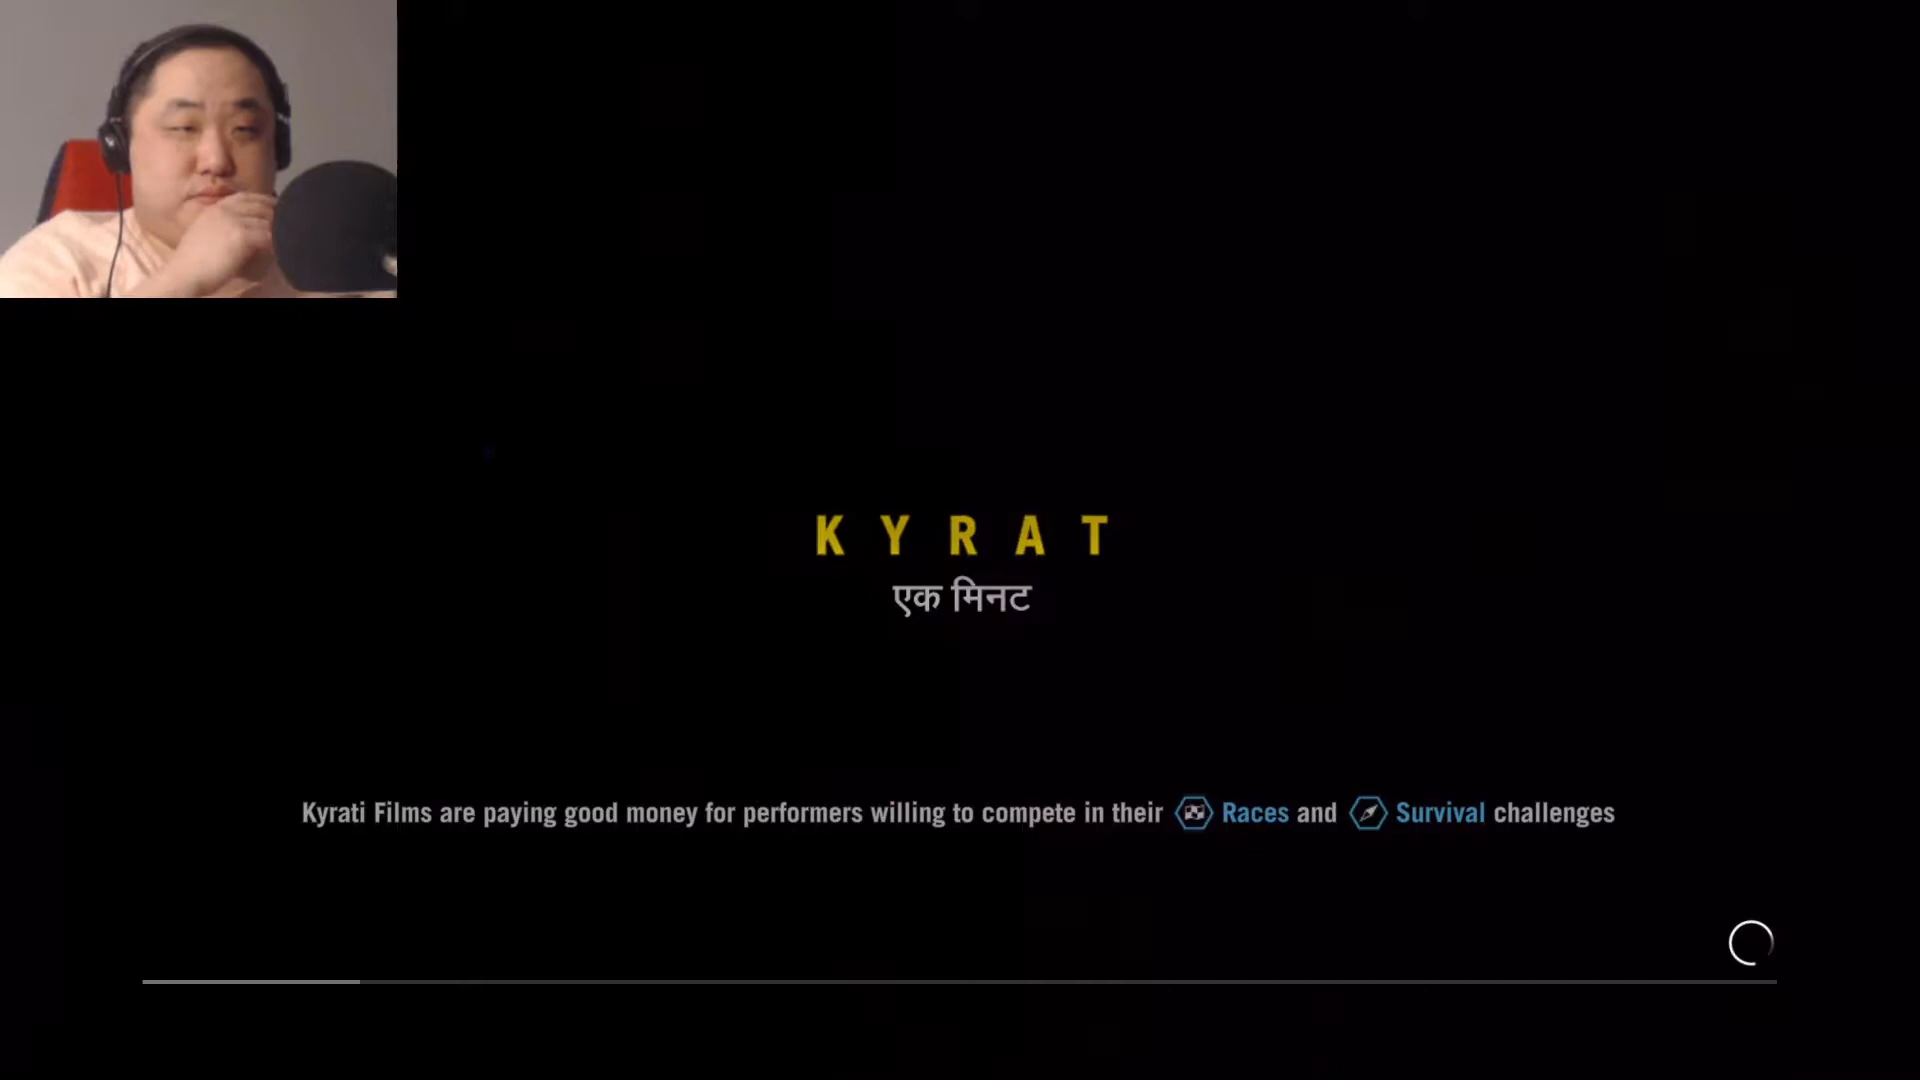 KYRAT
एक मिनट
Kyrati Films are paying good money for performers willing to compete in their Races and Survival challenges